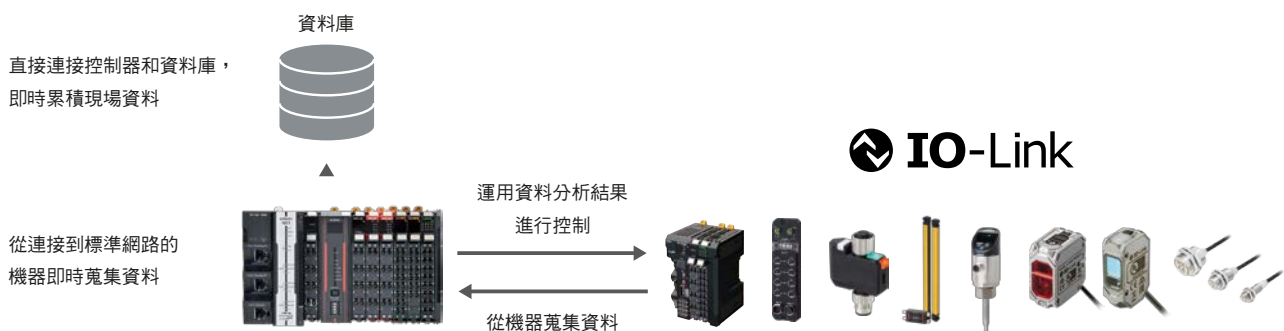 資料庫
直接連接控制器和資料庫，
即時累積現場資料
IO-Link
運用資料分析結果
進行控制
從連接到標準網路的
機器即時蒐集資料
從機器蒐集資料